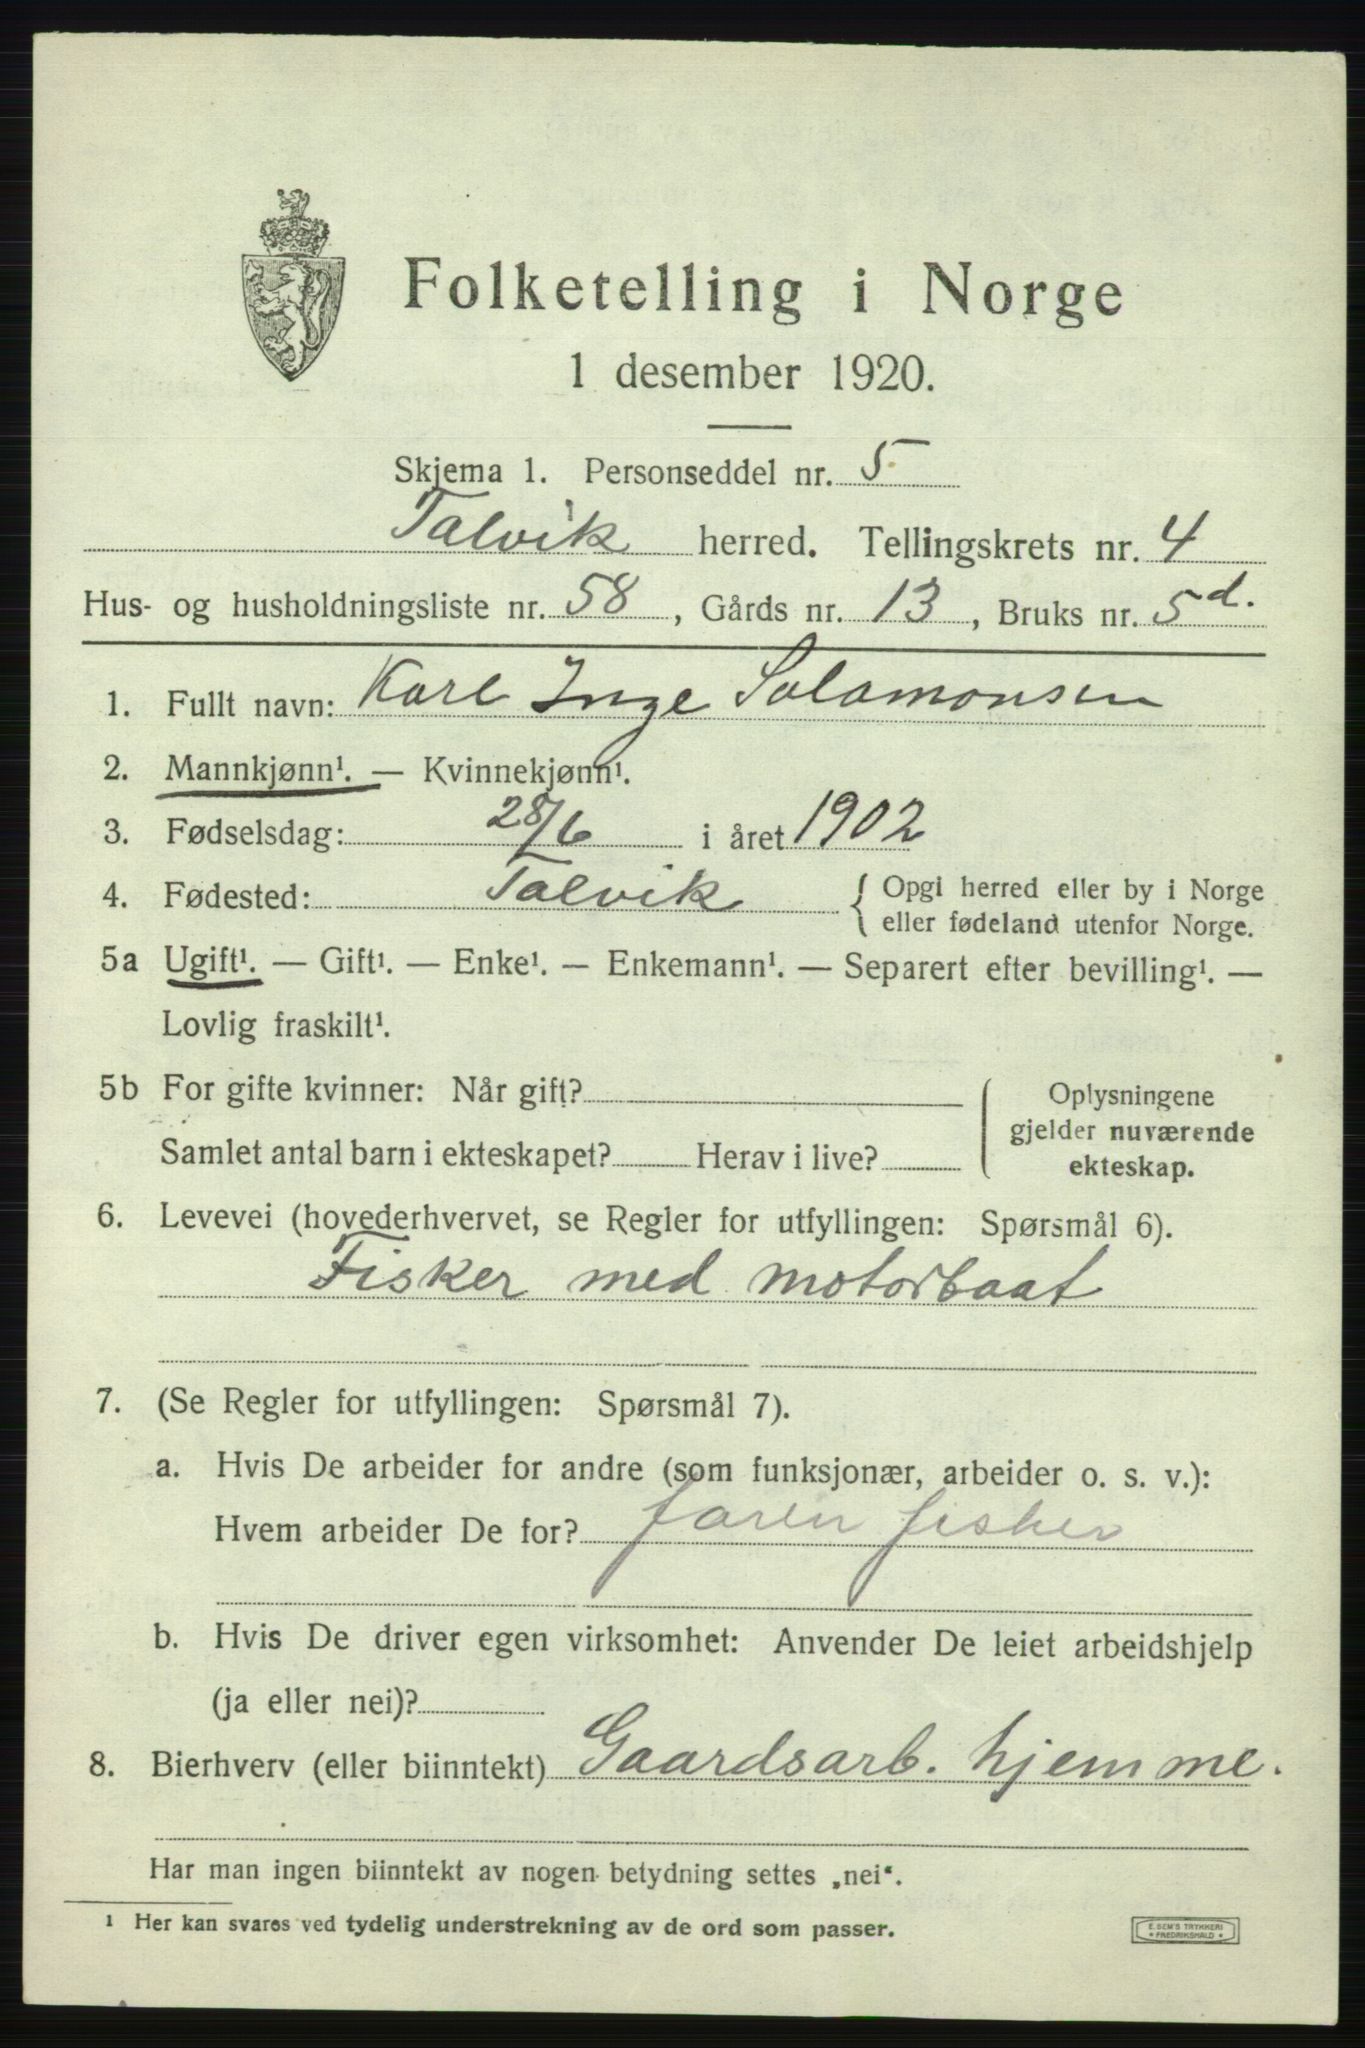 Folketelling i Norge
1 desember 1920.
Skjema 1. Personseddel nr. 5
Talvik herred. Tellingskrets nr. 4
Hus- og husholdningsliste nr. 58, Gårds nr. 13, Bruks nr. 5d.
1. Fullt navn: Karl Inge Salamonsen
2. Mannkjønn¹. — Kvinnekjønn¹.
3. Fødselsdag: 28/6 i året 1902
4. Fødested: Talvik { Opgi herred eller by i Norge
eller fødeland utenfor Norge.
5a Ugift¹. — Gift¹. — Enke¹. — Enkemann¹. — Separert efter bevilling¹. —
Lovlig fraskilt¹.
5b For gifte kvinner: Når gift?
Samlet antal barn i ekteskapet? Herav i live?
Oplysningene
gjelder nuværende
ekteskap.
6. Levevei (hovederhvervet, se Regler for utfyllingen: Spørsmål 6).
Fisker med motorbaat
7. (Se Regler for utfyllingen: Spørsmål 7).
a. Hvis De arbeider for andre (som funksjonær, arbeider o. s. v.):
Hvem arbeider De for? faren fisker
b. Hvis De driver egen virksomhet: Anvender De leiet arbeidshjelp
(ja eller nei)?
8. Bierhverv (eller biinntekt) Gaardsarb. hjemme.
Har man ingen biinntekt av nogen betydning settes „nei“.
¹ Her kan svares ved tydelig understrekning av de ord som passer.
E. SEM'S TRYKKERI
* FREDRIKSHALD *